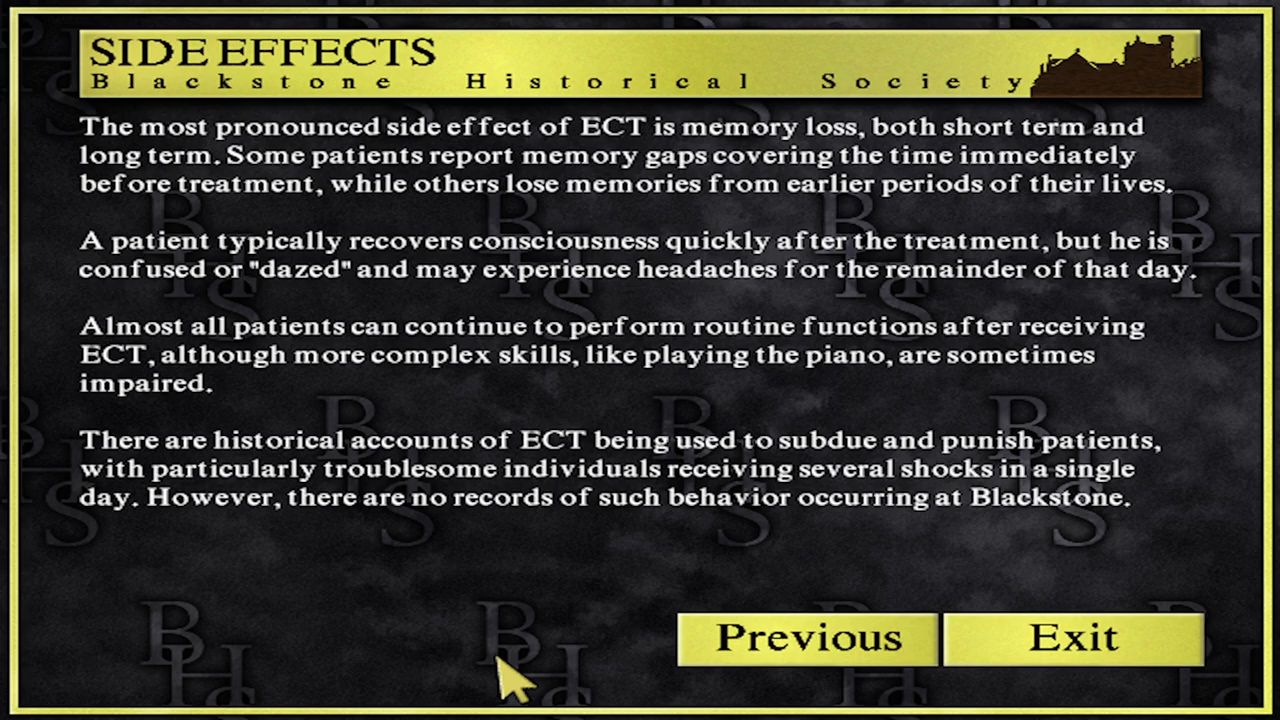 SIDE EFFECTS
Blackstone Historical Society
The most pronounced side effect of ECT is memory loss, both short term and
long term. Some patients report memory gaps covering the time immediately
before treatment, while others lose memories from earlier periods of their lives.
A patient typically recovers consciousness quickly after the treatment, but he is
confused or "dazed" and may experience headaches for the remainder of that day.
Almost all patients can continue to perform routine functions after receiving
ECT, although more complex skills, like playing the piano, are sometimes
impaired.
There are historical accounts of ECT being used to subdue and punish patients,
with particularly troublesome individuals receiving several shocks in a single
day. However, there are no records of such behavior occurring at Blackstone.
Previous
Exit